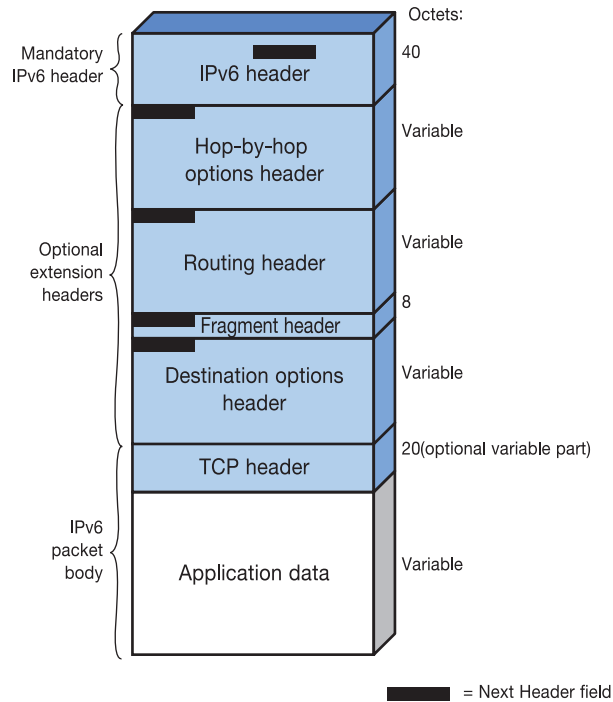 Octets:
Mandatory
IPv6 header
IPv6 header
40
Hop-by-hop
options header
Variable
Optional
extension
headers
Routing header
Variable
Fragment header
8
Destination options
header
Variable
TCP header
20(optional variable part)
IPv6
packet
body
Application data
Variable
= Next Header field